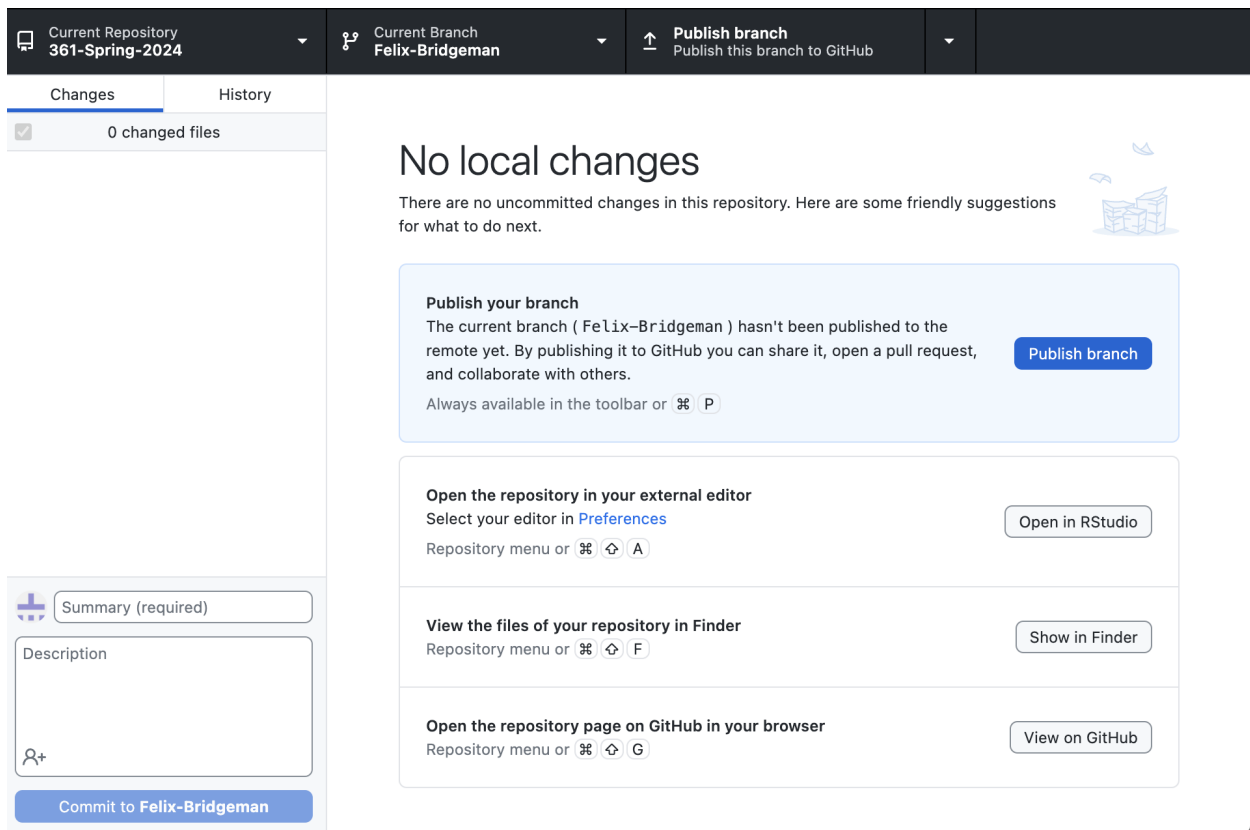 Current Repository
361-Spring-2024
Current Branch
Felix-Bridgeman
Publish branch
Publish this branch to GitHub
Changes
History
0 changed files
No local changes
There are no uncommitted changes in this repository. Here are some friendly suggestions
for what to do next.
Publish your branch
The current branch ( Felix-Bridgeman ) hasn't been published to the
remote yet. By publishing it to GitHub you can share it, open a pull request,
and collaborate with others.
Always available in the toolbar or ⌘ P
Publish branch
Open the repository in your external editor
Select your editor in Preferences
Repository menu or ⌘ ⇧ A
Open in RStudio
View the files of your repository in Finder
Repository menu or ⌘ ⇧ F
Show in Finder
Open the repository page on GitHub in your browser
Repository menu or ⌘ ⇧ G
View on GitHub
Summary (required)
Description
Commit to Felix-Bridgeman